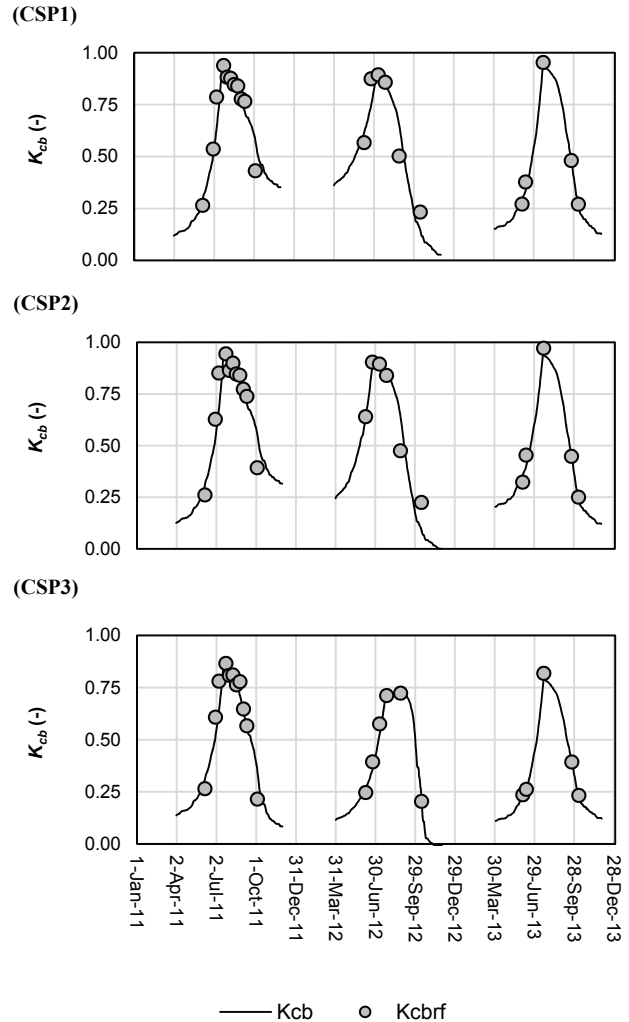 (CSP1)
1.00
0.75
0.50
0.25
0.00
Kcb (-)
(CSP2)
1.00
0.75
0.50
0.25
0.00
Kcb (-)
(CSP3)
1.00
0.75
0.50
0.25
0.00
Kcb (-)
1-Jan-11
2-Apr-11
2-Jul-11
1-Oct-11
31-Dec-11
31-Mar-12
30-Jun-12
29-Sep-12
29-Dec-12
30-Mar-13
29-Jun-13
28-Sep-13
28-Dec-13
Kcb
Kcbrf